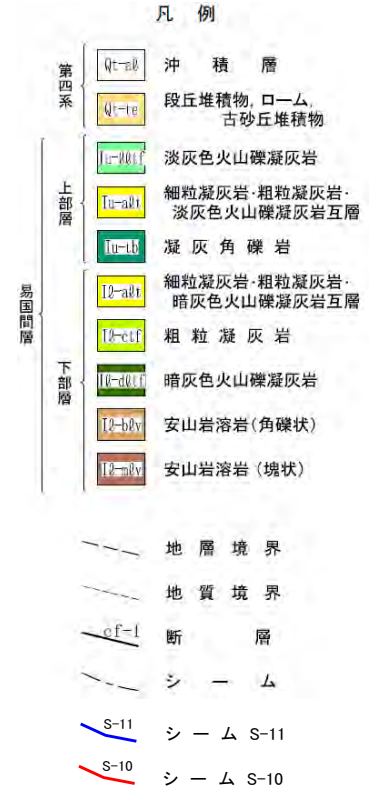 凡 例
第四系
Qt-aℓ 沖積層
Qt-te 段丘堆積物，ローム，
古砂丘堆積物
易国間層
上部層
Iu-ℓℓtf 淡灰色火山礫凝灰岩
Iu-aℓt 細粒凝灰岩・粗粒凝灰岩・
淡灰色火山礫凝灰岩互層
Iu-tb 凝灰角礫岩
下部層
Iℓ-aℓt 細粒凝灰岩・粗粒凝灰岩・
暗灰色火山礫凝灰岩互層
Iℓ-ctf 粗粒凝灰岩
Iℓ-dℓtf 暗灰色火山礫凝灰岩
Iℓ-bℓv 安山岩溶岩（角礫状）
Iℓ-mℓv 安山岩溶岩（塊状）
地層境界
地質境界
cf-1 断層
シーム
S-11 シーム S-11
S-10 シーム S-10